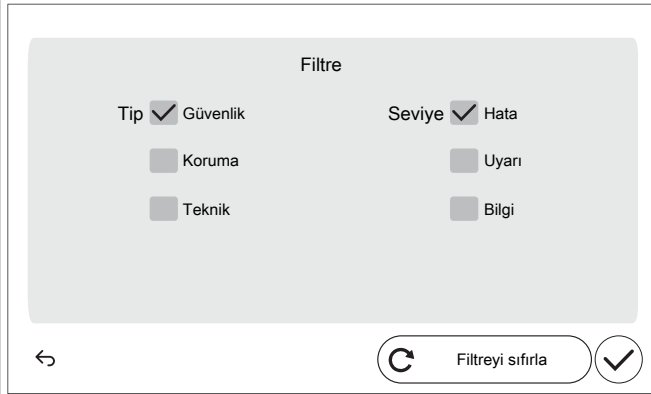 Filtre
Tip Güvenlik Seviye Hata
Koruma Uyarı
Teknik Bilgi
Filtreyi sıfırla